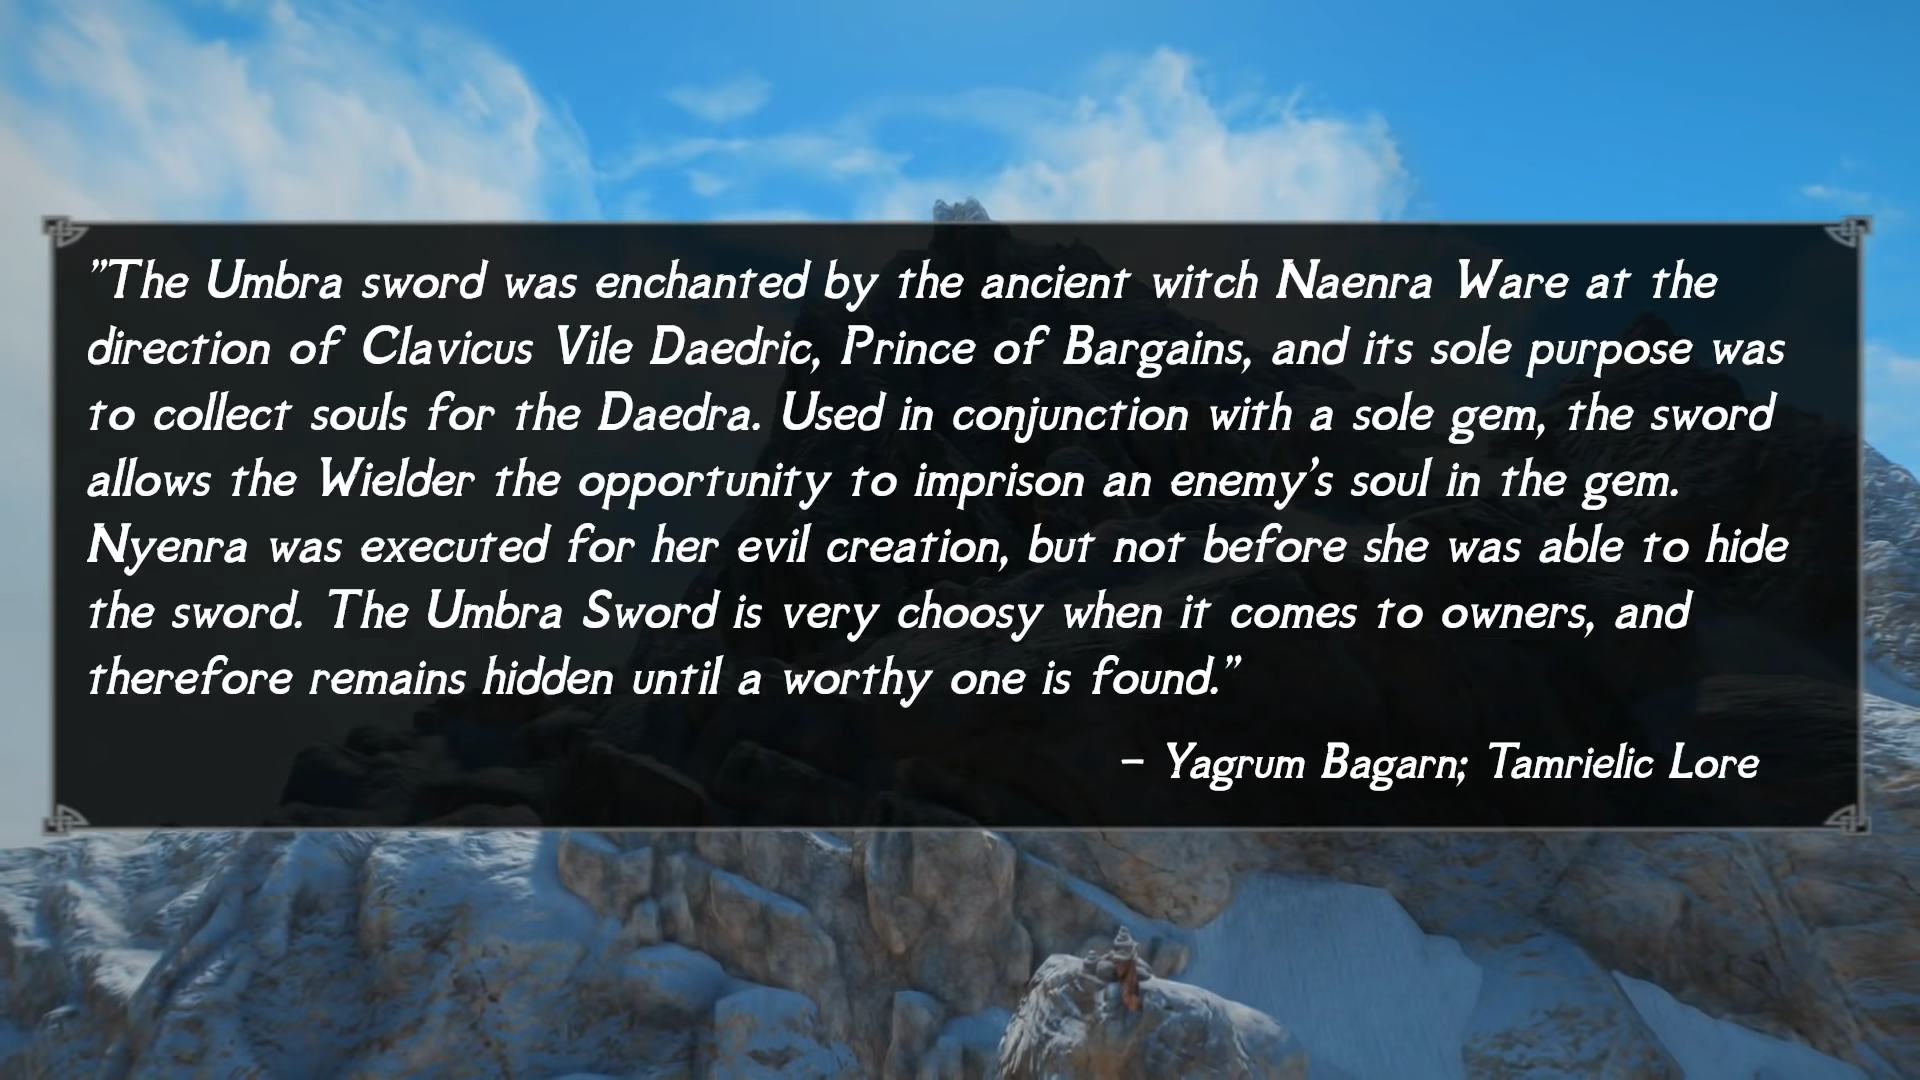 "The Umbra sword was enchanted by the ancient witch Naenra Ware at the
direction of Clavicus Vile Daedric, Prince of Bargains, and its sole purpose was
to collect souls for the Daedra. Used in conjunction with a sole gem, the sword
allows the Wielder the opportunity to imprison an enemy's soul in the gem.
Nyenra was executed for her evil creation, but not before she was able to hide
the sword. The Umbra Sword is very choosy when it comes to owners, and
therefore remains hidden until a worthy one is found."
- Yagrum Bagarn; Tamrielic Lore